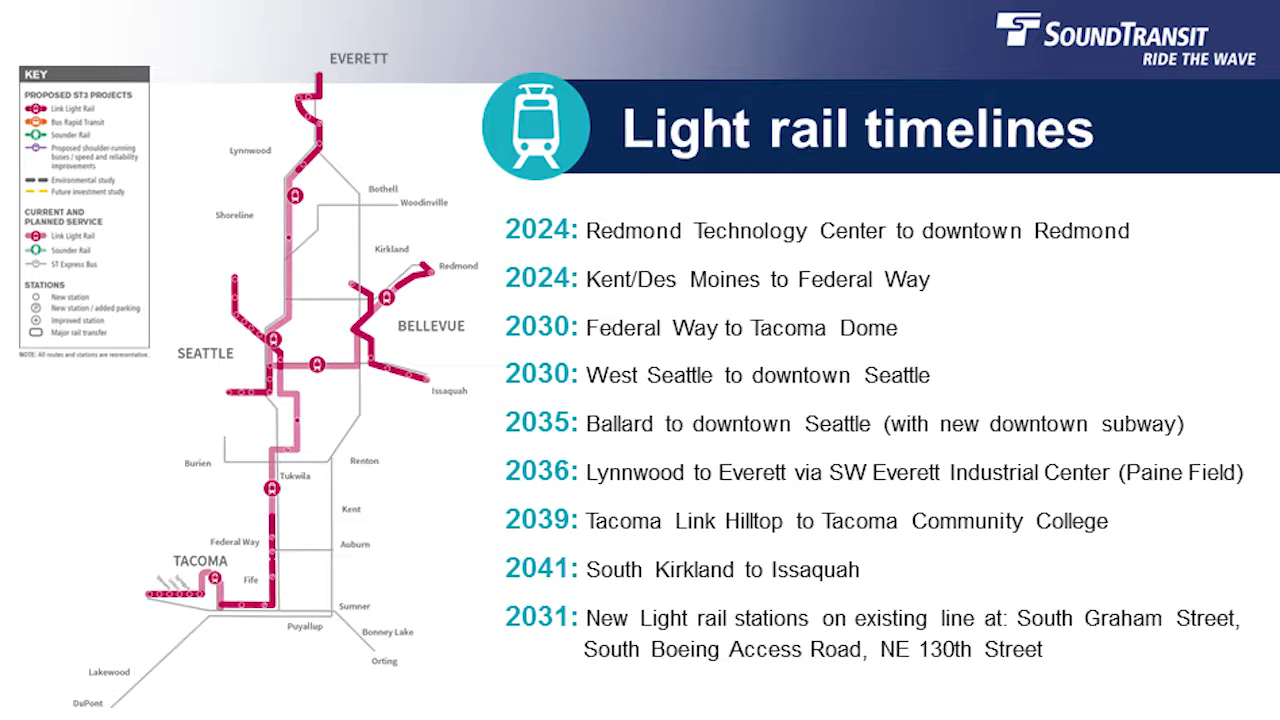 SOUNDTRANSIT
RIDE THE WAVE
Light rail timelines
EVERETT
KEY
PROPOSED ST3 PROJECTS
Link Light Rail
Bus Rapid Transit
Sounder Rail
Proposed shoulder-running
buses / speed and reliability
improvements
Environmental study
Future investment study
CURRENT AND
PLANNED SERVICE
Link Light Rail
Sounder Rail
ST Express Bus
STATIONS
New station
New station / added parking
Improved station
Major rail transfer
NOTE: All routes and stations are representative.
Lynnwood
Bothell
Woodinville
Shoreline
Kirkland
Redmond
BELLEVUE
SEATTLE
Issaquah
Burien
Renton
Tukwila
Kent
Federal Way
Auburn
TACOMA
Fife
Sumner
Puyallup
Bonney Lake
Orting
Lakewood
DuPont
2024: Redmond Technology Center to downtown Redmond
2024: Kent/Des Moines to Federal Way
2030: Federal Way to Tacoma Dome
2030: West Seattle to downtown Seattle
2035: Ballard to downtown Seattle (with new downtown subway)
2036: Lynnwood to Everett via SW Everett Industrial Center (Paine Field)
2039: Tacoma Link Hilltop to Tacoma Community College
2041: South Kirkland to Issaquah
2031: New Light rail stations on existing line at: South Graham Street,
South Boeing Access Road, NE 130th Street